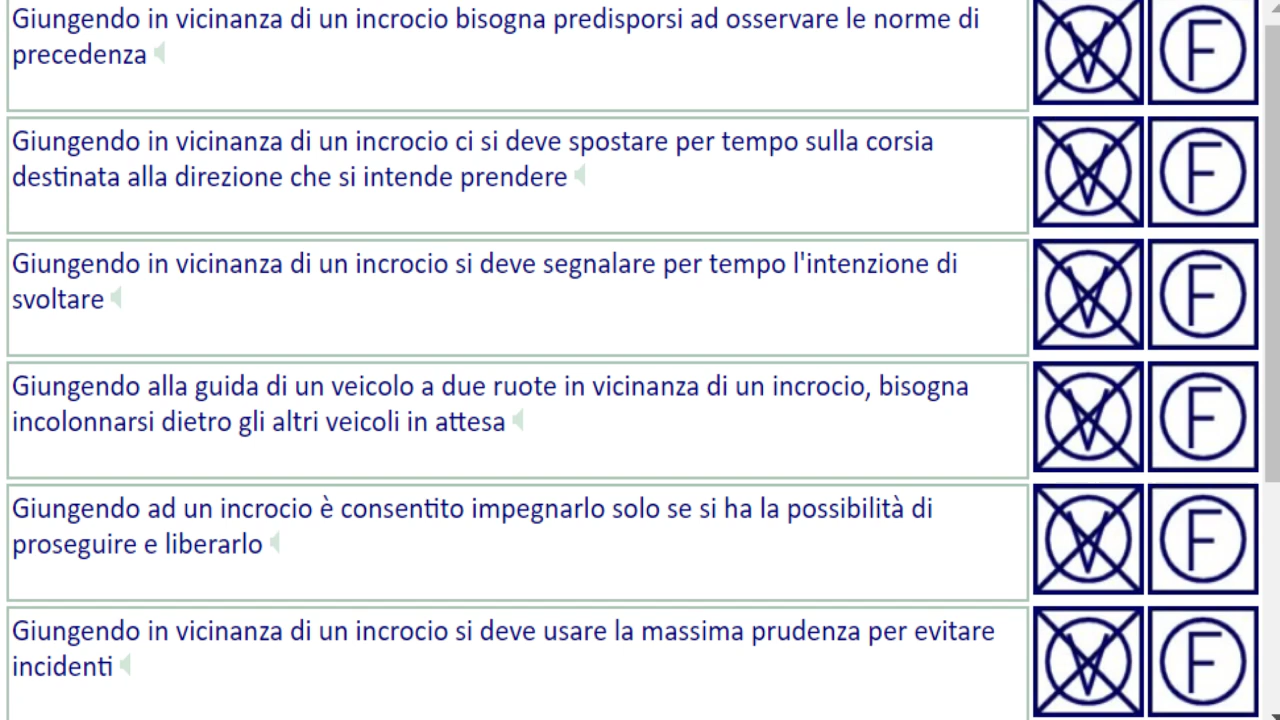 Giungendo in vicinanza di un incrocio bisogna predisporsi ad osservare le norme di
precedenza
V F
Giungendo in vicinanza di un incrocio ci si deve spostare per tempo sulla corsia
destinata alla direzione che si intende prendere
V F
Giungendo in vicinanza di un incrocio si deve segnalare per tempo l'intenzione di
svoltare
V F
Giungendo alla guida di un veicolo a due ruote in vicinanza di un incrocio, bisogna
incolonnarsi dietro gli altri veicoli in attesa
V F
Giungendo ad un incrocio è consentito impegnarlo solo se si ha la possibilità di
proseguire e liberarlo
V F
Giungendo in vicinanza di un incrocio si deve usare la massima prudenza per evitare
incidenti
V F